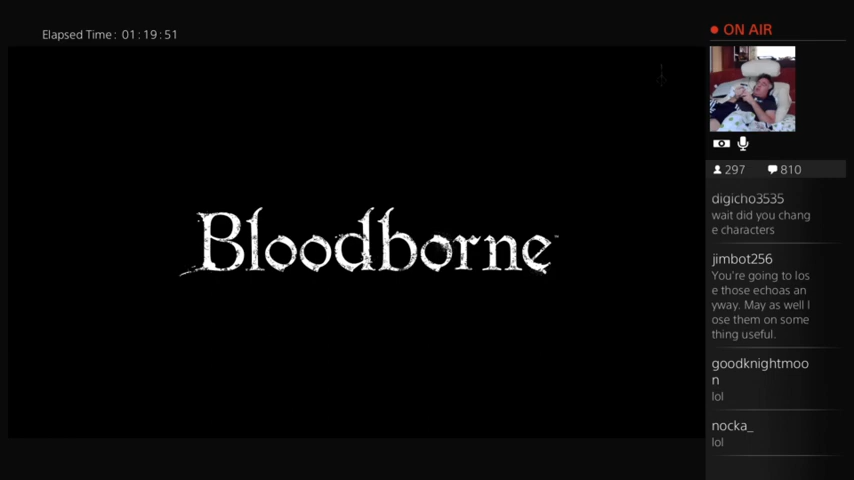 Elapsed Time: 01:19:51
ON AIR
Bloodborne™
297 810
digicho3535
wait did you chang
e characters
jimbot256
You're going to los
e those echoas an
yway. May as well l
ose them on some
thing useful.
goodknightmoo
n
lol
nocka_
lol